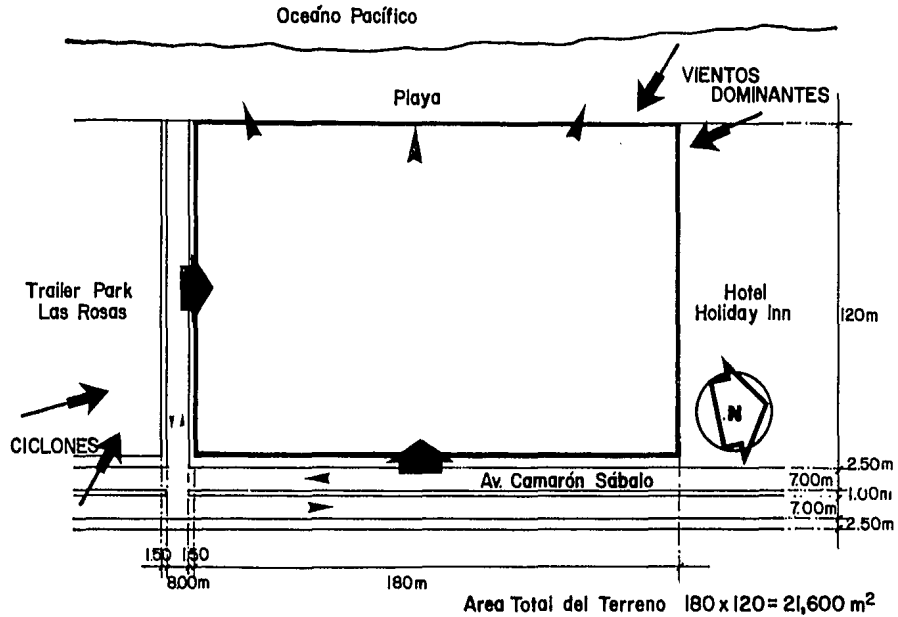 Oceáno Pacífico
VIENTOS
DOMINANTES
Playa
Trailer Park
Las Rosas
Hotel
Holiday Inn
120m
N
CICLONES
Av. Camarón Sábalo
2.50m
7.00m
1.00m
7.00m
2.50m
1.50 1.50
8.00m
180m
Area Total del Terreno 180 x 120 = 21,600 m²